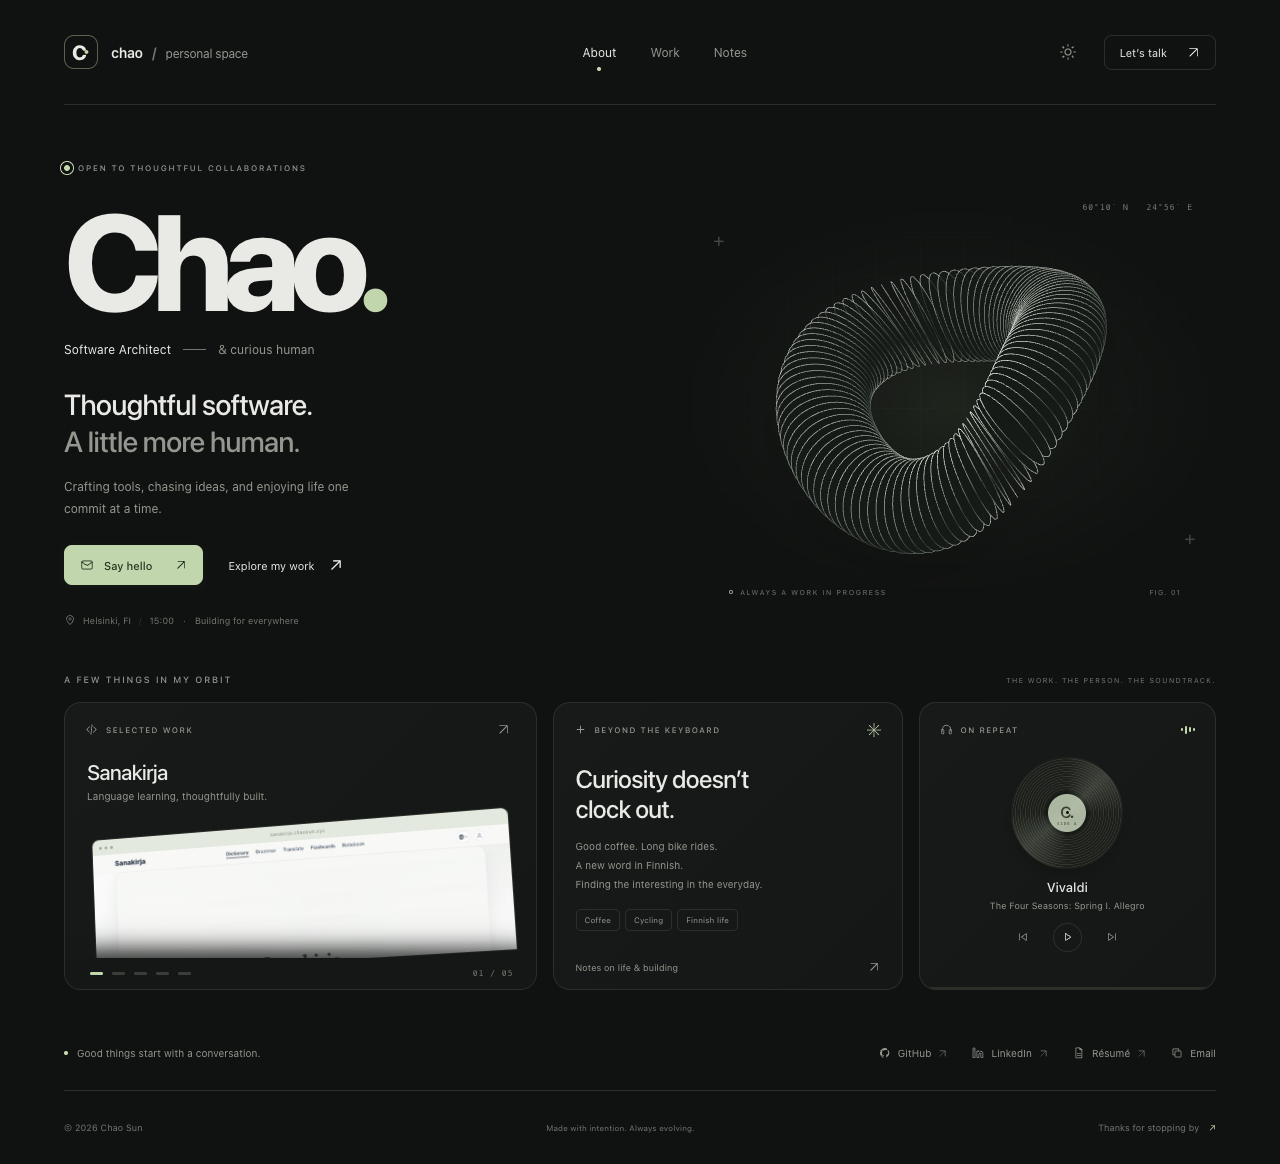 chao / personal space
About
Work
Notes
Let's talk
OPEN TO THOUGHTFUL COLLABORATIONS
60°10′ N 24°56′ E
Chao.
Software Architect — & curious human
Thoughtful software.
A little more human.
Crafting tools, chasing ideas, and enjoying life one
commit at a time.
Say hello
Explore my work
ALWAYS A WORK IN PROGRESS
FIG. 01
Helsinki, FI / 15:00 · Building for everywhere
A FEW THINGS IN MY ORBIT
THE WORK. THE PERSON. THE SOUNDTRACK.
SELECTED WORK
Sanakirja
Language learning, thoughtfully built.
Sanakirja
Dictionary
Grammar
Translate
Flashcards
Notebook
01 / 05
BEYOND THE KEYBOARD
Curiosity doesn’t
clock out.
Good coffee. Long bike rides.
A new word in Finnish.
Finding the interesting in the everyday.
Coffee
Cycling
Finnish life
Notes on life & building
ON REPEAT
C.
SIDE A
Vivaldi
The Four Seasons: Spring I. Allegro
Good things start with a conversation.
GitHub
LinkedIn
Résumé
Email
© 2026 Chao Sun
Made with intention. Always evolving.
Thanks for stopping by